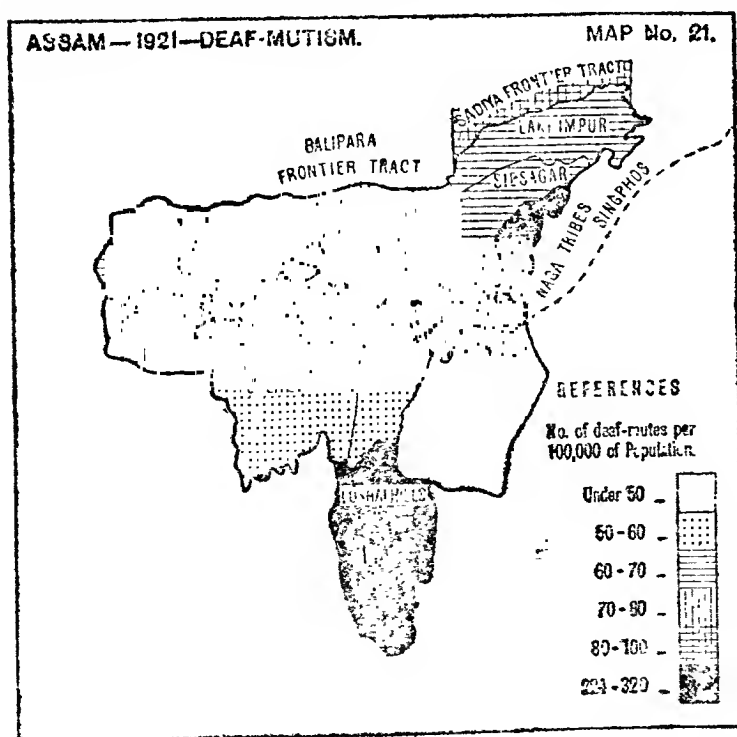 ASSAM — 1921 — DEAF-MUTISM.
MAP No. 21.
SADIYA FRONTIER TRACT
LAKHIMPUR
BALIPARA
FRONTIER TRACT
SIBSAGAR
NAGA TRIBES
SINGPHOS
REFERENCES
No. of deaf-mutes per
100,000 of Population.
Under 50
50-60
LUSHAI HILLS
60-70
70-80
80-100
224-320